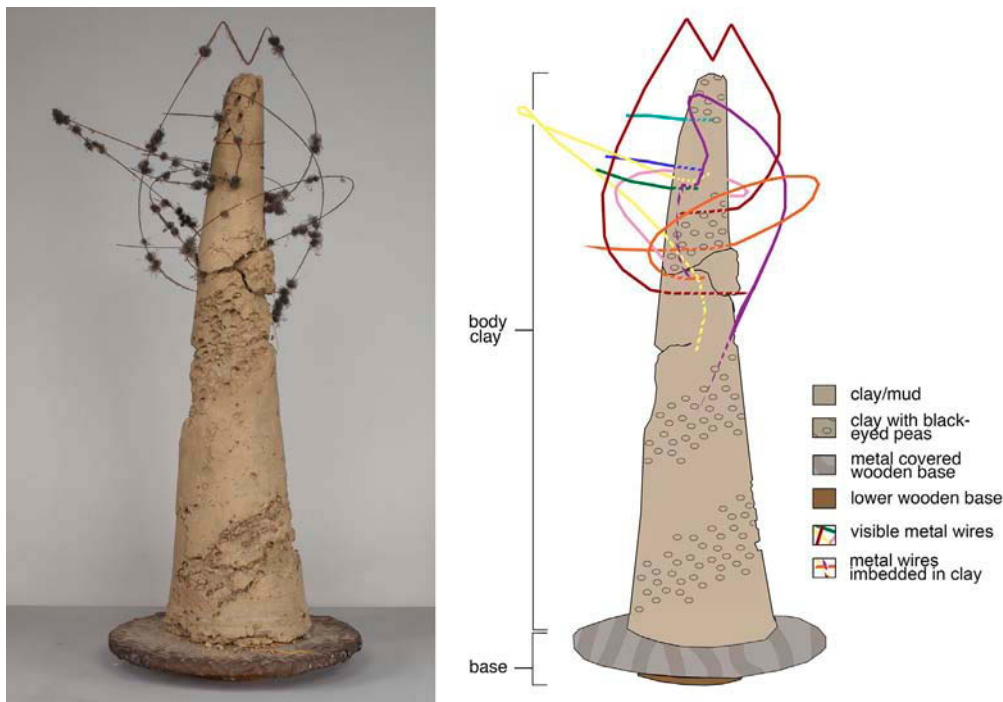 body
clay
base
clay/mud
clay with black-
eyed peas
metal covered
wooden base
lower wooden base
visible metal wires
metal wires
imbedded in clay